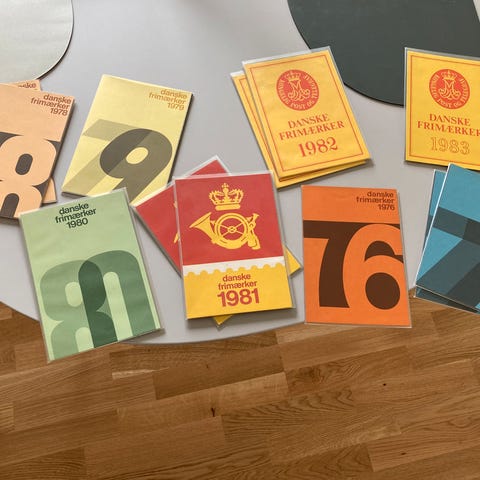 danske
frimærker
1978
78
danske
frimærker
1979
79
DANSKE
FRIMÆRKER
1982
DANSKE
FRIMÆRKER
1983
danske
frimærker
1980
80
danske
frimærker
1981
danske
frimærker
1976
76